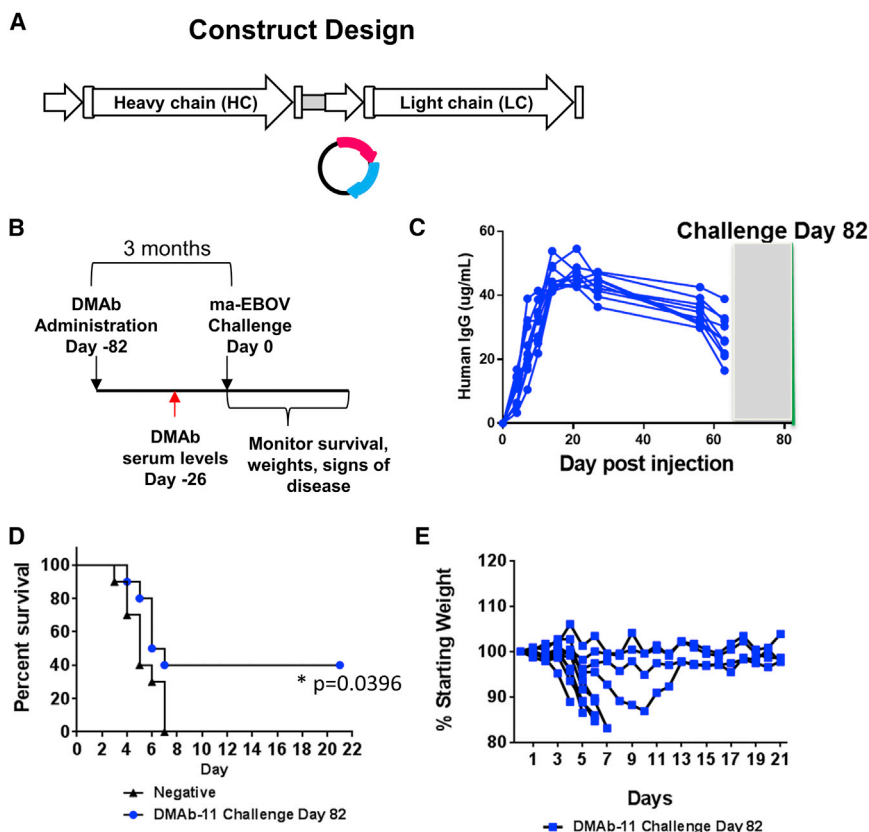 A
Construct Design
Heavy chain (HC)
Light chain (LC)
B
3 months
DMAb
Administration
Day -82
ma-EBOV
Challenge
Day 0
DMAb
serum levels
Day -26
Monitor survival,
weights, signs of
disease
C
Challenge Day 82
Human IgG (ug/mL)
60
40
20
0
0 20 40 60 80
Day post injection
D
Percent survival
100
80
60
40
20
0
* p=0.0396
0 2 4 6 8 10 12 14 16 18 20 22
Day
Negative
DMAb-11 Challenge Day 82
E
% Starting Weight
120
110
100
90
80
1 3 5 7 9 11 13 15 17 19 21
Days
DMAb-11 Challenge Day 82